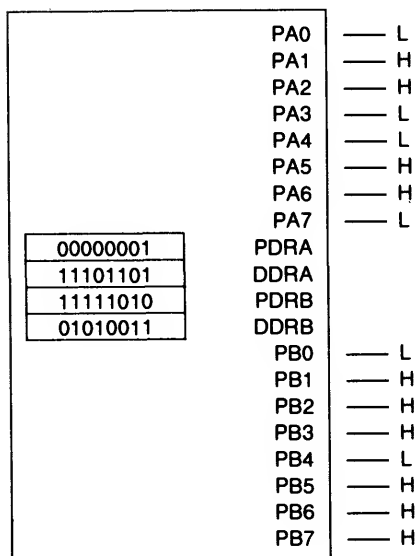 PA0 L
PA1 H
PA2 H
PA3 L
PA4 L
PA5 H
PA6 H
PA7 L
00000001 PDRA
11101101 DDRA
11111010 PDRB
01010011 DDRB
PB0 L
PB1 H
PB2 H
PB3 H
PB4 L
PB5 H
PB6 H
PB7 H